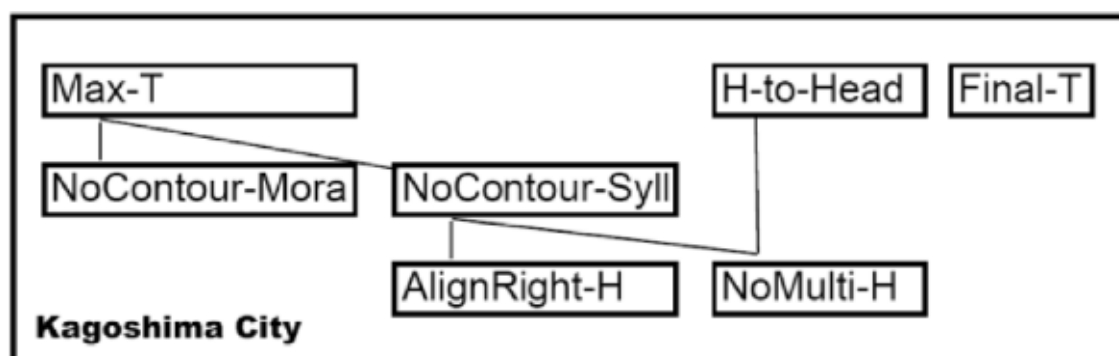 Max-T
H-to-Head
Final-T
NoContour-Mora
NoContour-Syll
AlignRight-H
NoMulti-H
Kagoshima City